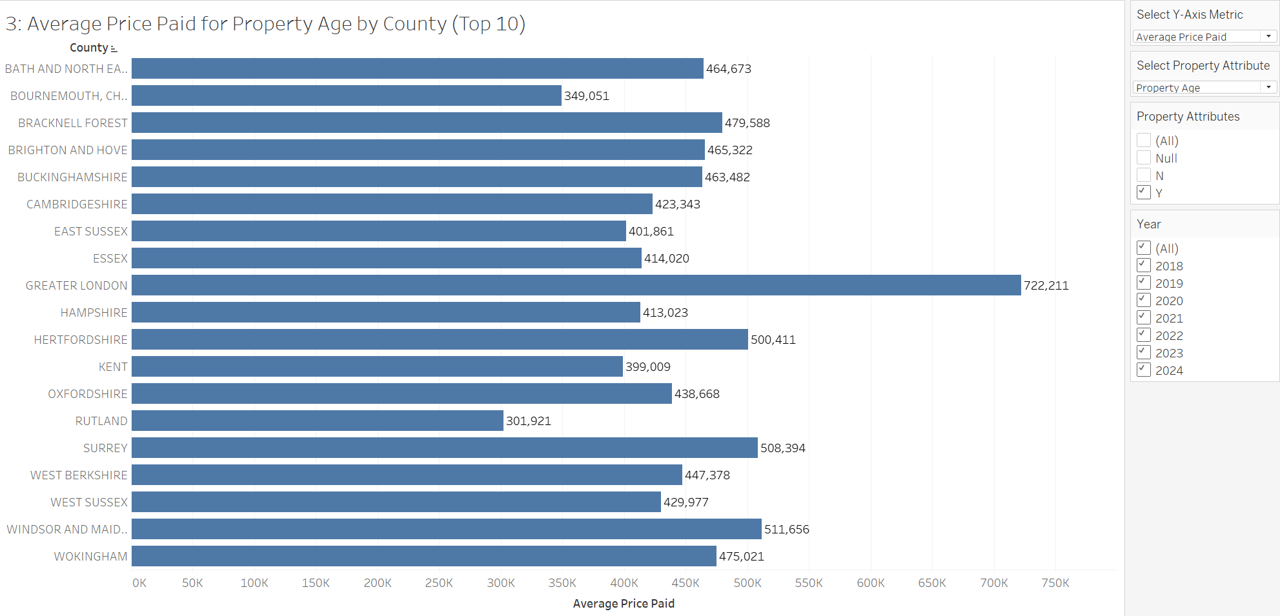 3: Average Price Paid for Property Age by County (Top 10)
County
BATH AND NORTH EA.. 464,673
BOURNEMOUTH, CH.. 349,051
BRACKNELL FOREST 479,588
BRIGHTON AND HOVE 465,322
BUCKINGHAMSHIRE 463,482
CAMBRIDGESHIRE 423,343
EAST SUSSEX 401,861
ESSEX 414,020
GREATER LONDON 722,211
HAMPSHIRE 413,023
HERTFORDSHIRE 500,411
KENT 399,009
OXFORDSHIRE 438,668
RUTLAND 301,921
SURREY 508,394
WEST BERKSHIRE 447,378
WEST SUSSEX 429,977
WINDSOR AND MAID.. 511,656
WOKINGHAM 475,021
0K 50K 100K 150K 200K 250K 300K 350K 400K 450K 500K 550K 600K 650K 700K 750K
Average Price Paid
Select Y-Axis Metric
Average Price Paid
Select Property Attribute
Property Age
Property Attributes
(All)
Null
N
Y
Year
(All)
2018
2019
2020
2021
2022
2023
2024